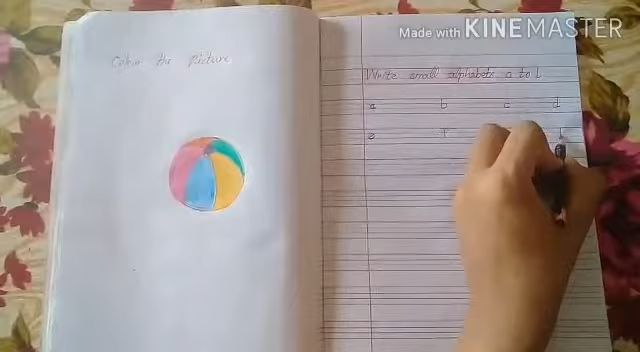 Made with KINEMASTER
Colour the Picture
Write small alphabets a to l
a b c d
e f